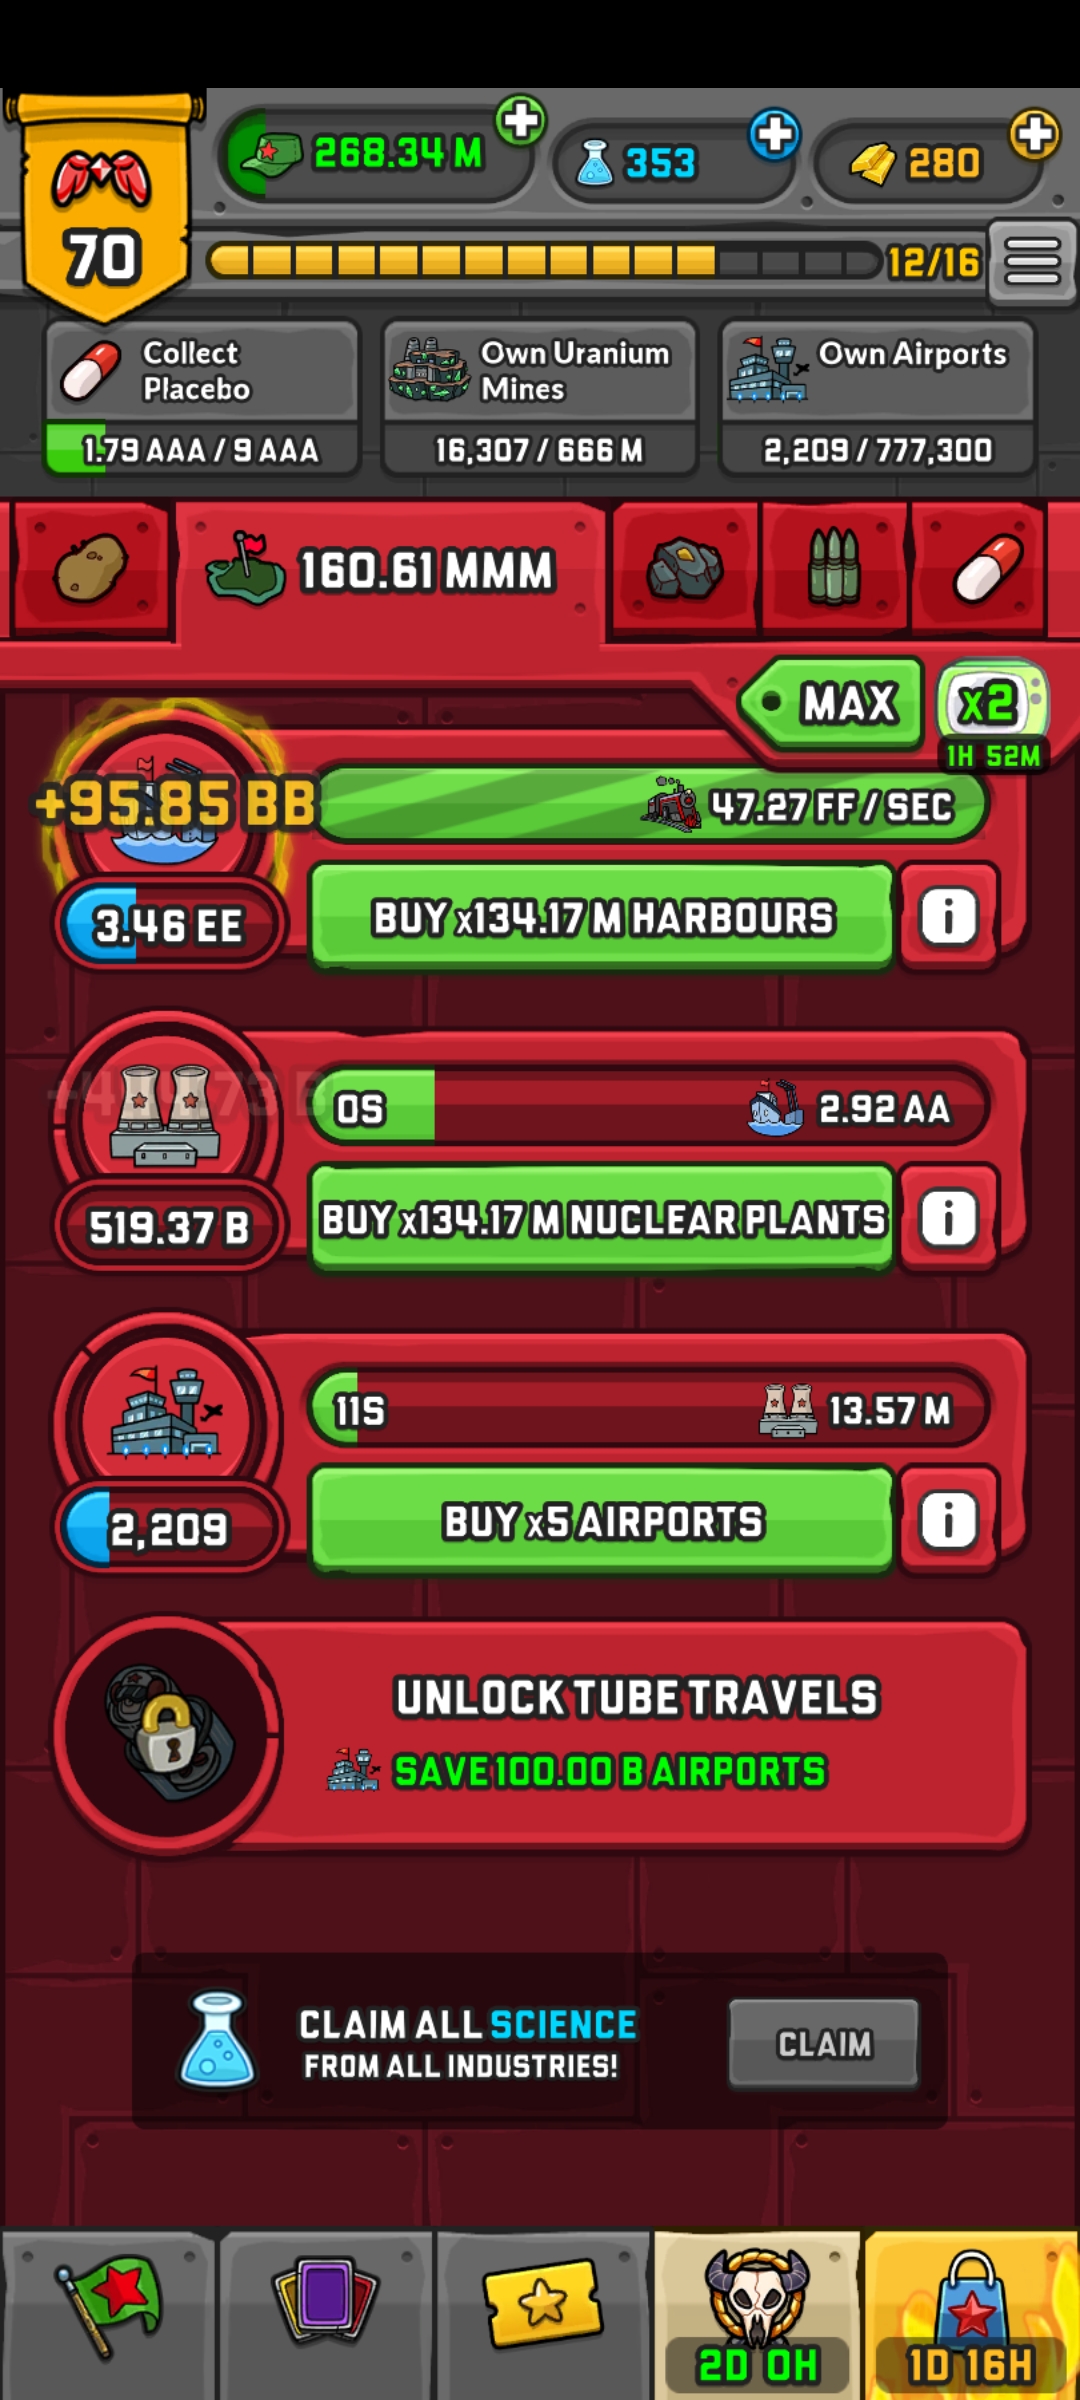 268.34 M
353
280
70
12/16
Collect
Placebo
1.79 AAA / 9 AAA
Own Uranium
Mines
16,307 / 666 M
Own Airports
2,209 / 777,300
160.61 MMM
MAX
x2
1H 52M
+95.85 BB
47.27 FF / SEC
3.46 EE
BUY x134.17 M HARBOURS
i
0S
2.92 AA
519.37 B
BUY x134.17 M NUCLEAR PLANTS
i
11S
13.57 M
2,209
BUY x5 AIRPORTS
i
UNLOCK TUBE TRAVELS
SAVE 100.00 B AIRPORTS
CLAIM ALL SCIENCE
FROM ALL INDUSTRIES!
CLAIM
2D 0H
1D 16H